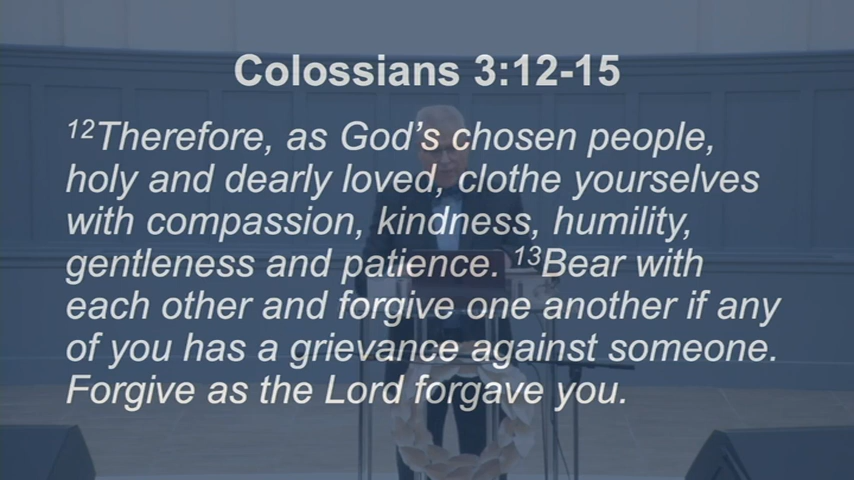 Colossians 3:12-15
12Therefore, as God's chosen people,
holy and dearly loved, clothe yourselves
with compassion, kindness, humility,
gentleness and patience. 13Bear with
each other and forgive one another if any
of you has a grievance against someone.
Forgive as the Lord forgave you.